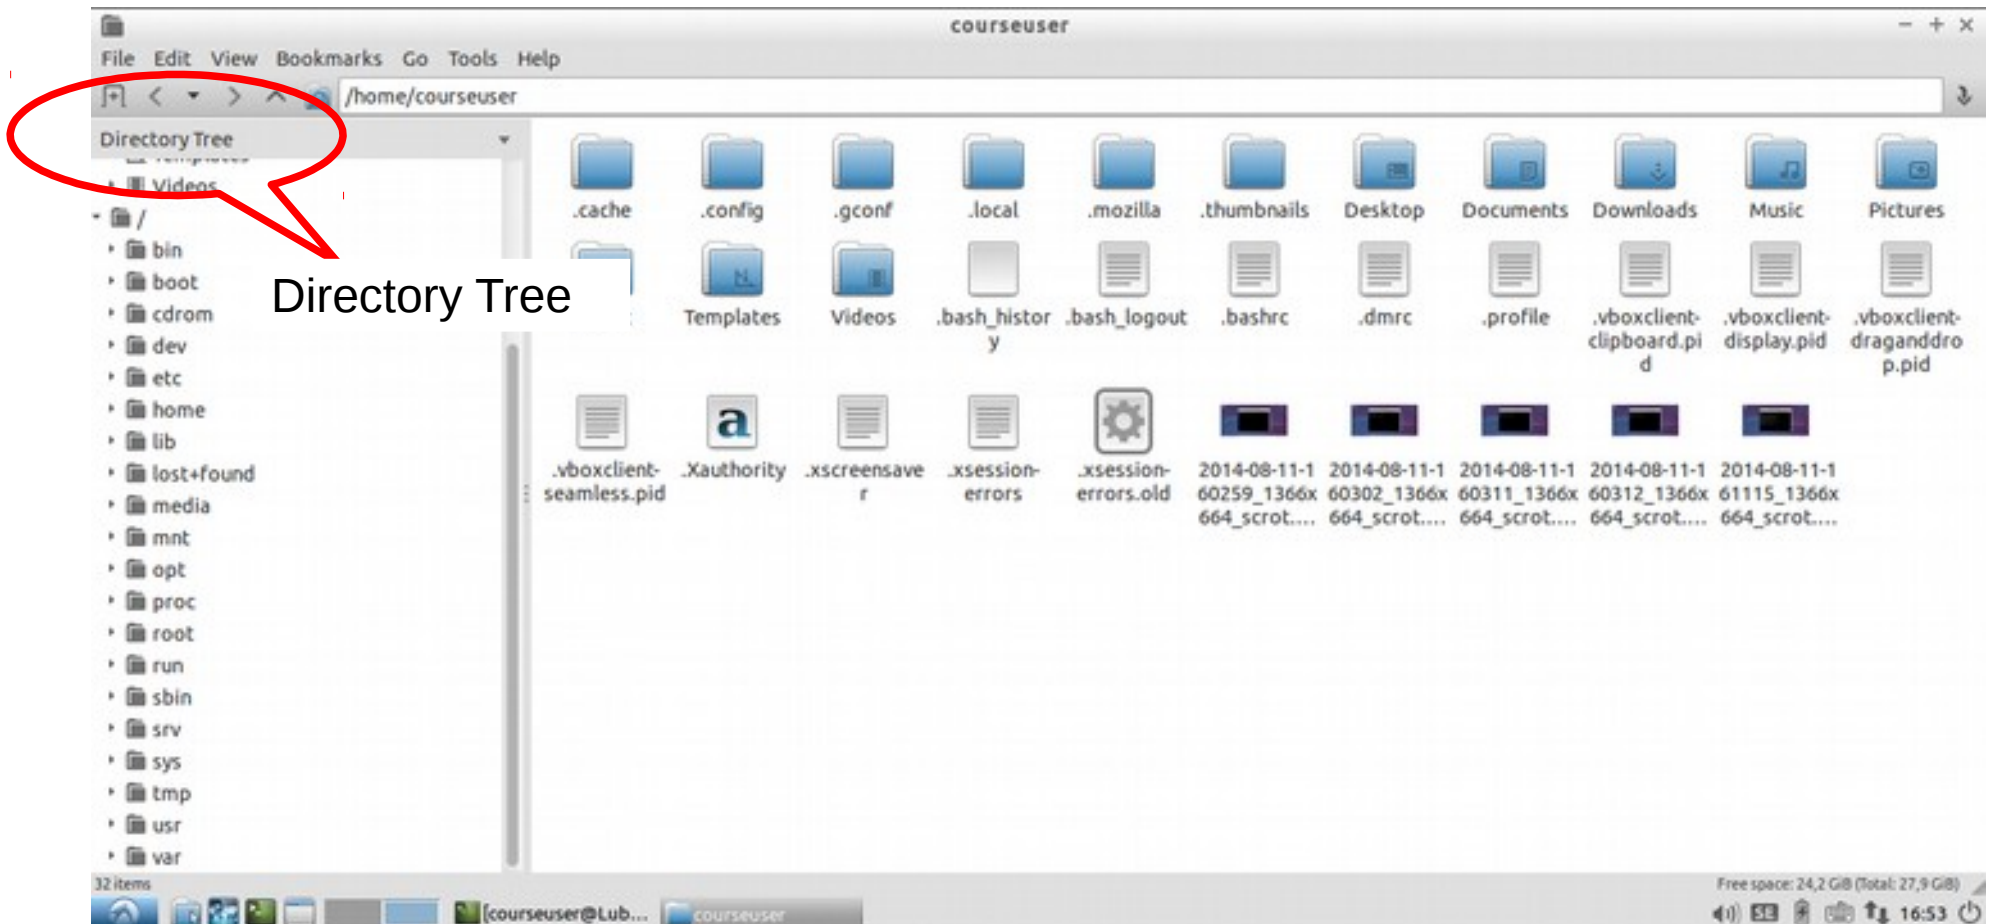 courseuser
File Edit View Bookmarks Go Tools Help
/home/courseuser
Directory Tree
Templates
Videos
/
bin
boot
cdrom
dev
etc
home
lib
lost+found
media
mnt
opt
proc
root
run
sbin
srv
sys
tmp
usr
var
Directory Tree
.cache .config .gconf .local .mozilla .thumbnails Desktop Documents Downloads Music Pictures
Templates Videos .bash_histor .bash_logout .bashrc .dmrc .profile .vboxclient- .vboxclient- .vboxclient-
y clipboard.pi display.pid draganddro
d p.pid
.vboxclient- .Xauthority .xscreensave .xsession- .xsession- 2014-08-11-1 2014-08-11-1 2014-08-11-1 2014-08-11-1 2014-08-11-1
seamless.pid r errors errors.old 60259_1366x 60302_1366x 60311_1366x 60312_1366x 61115_1366x
664_scrot.... 664_scrot.... 664_scrot.... 664_scrot.... 664_scrot....
32 items
Free space: 24,2 GiB (Total: 27,9 GiB)
[courseuser@Lub... courseuser
16:53